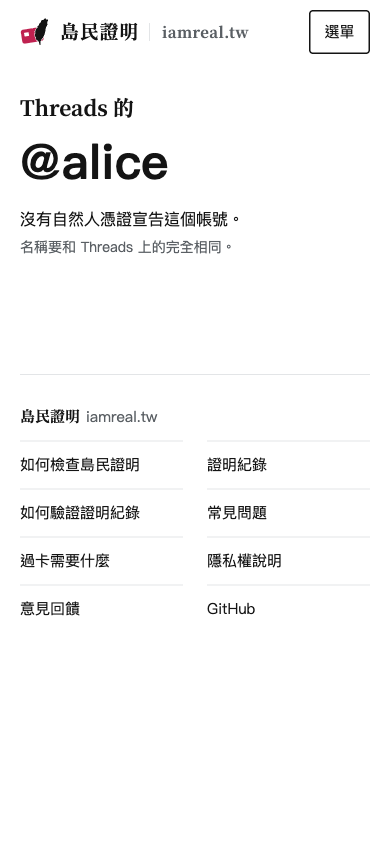 島民證明 iamreal.tw 選單
Threads 的
@alice
沒有自然人憑證宣告這個帳號。
名稱要和 Threads 上的完全相同。
島民證明 iamreal.tw
如何檢查島民證明 證明紀錄
如何驗證證明紀錄 常見問題
過卡需要什麼 隱私權說明
意見回饋 GitHub